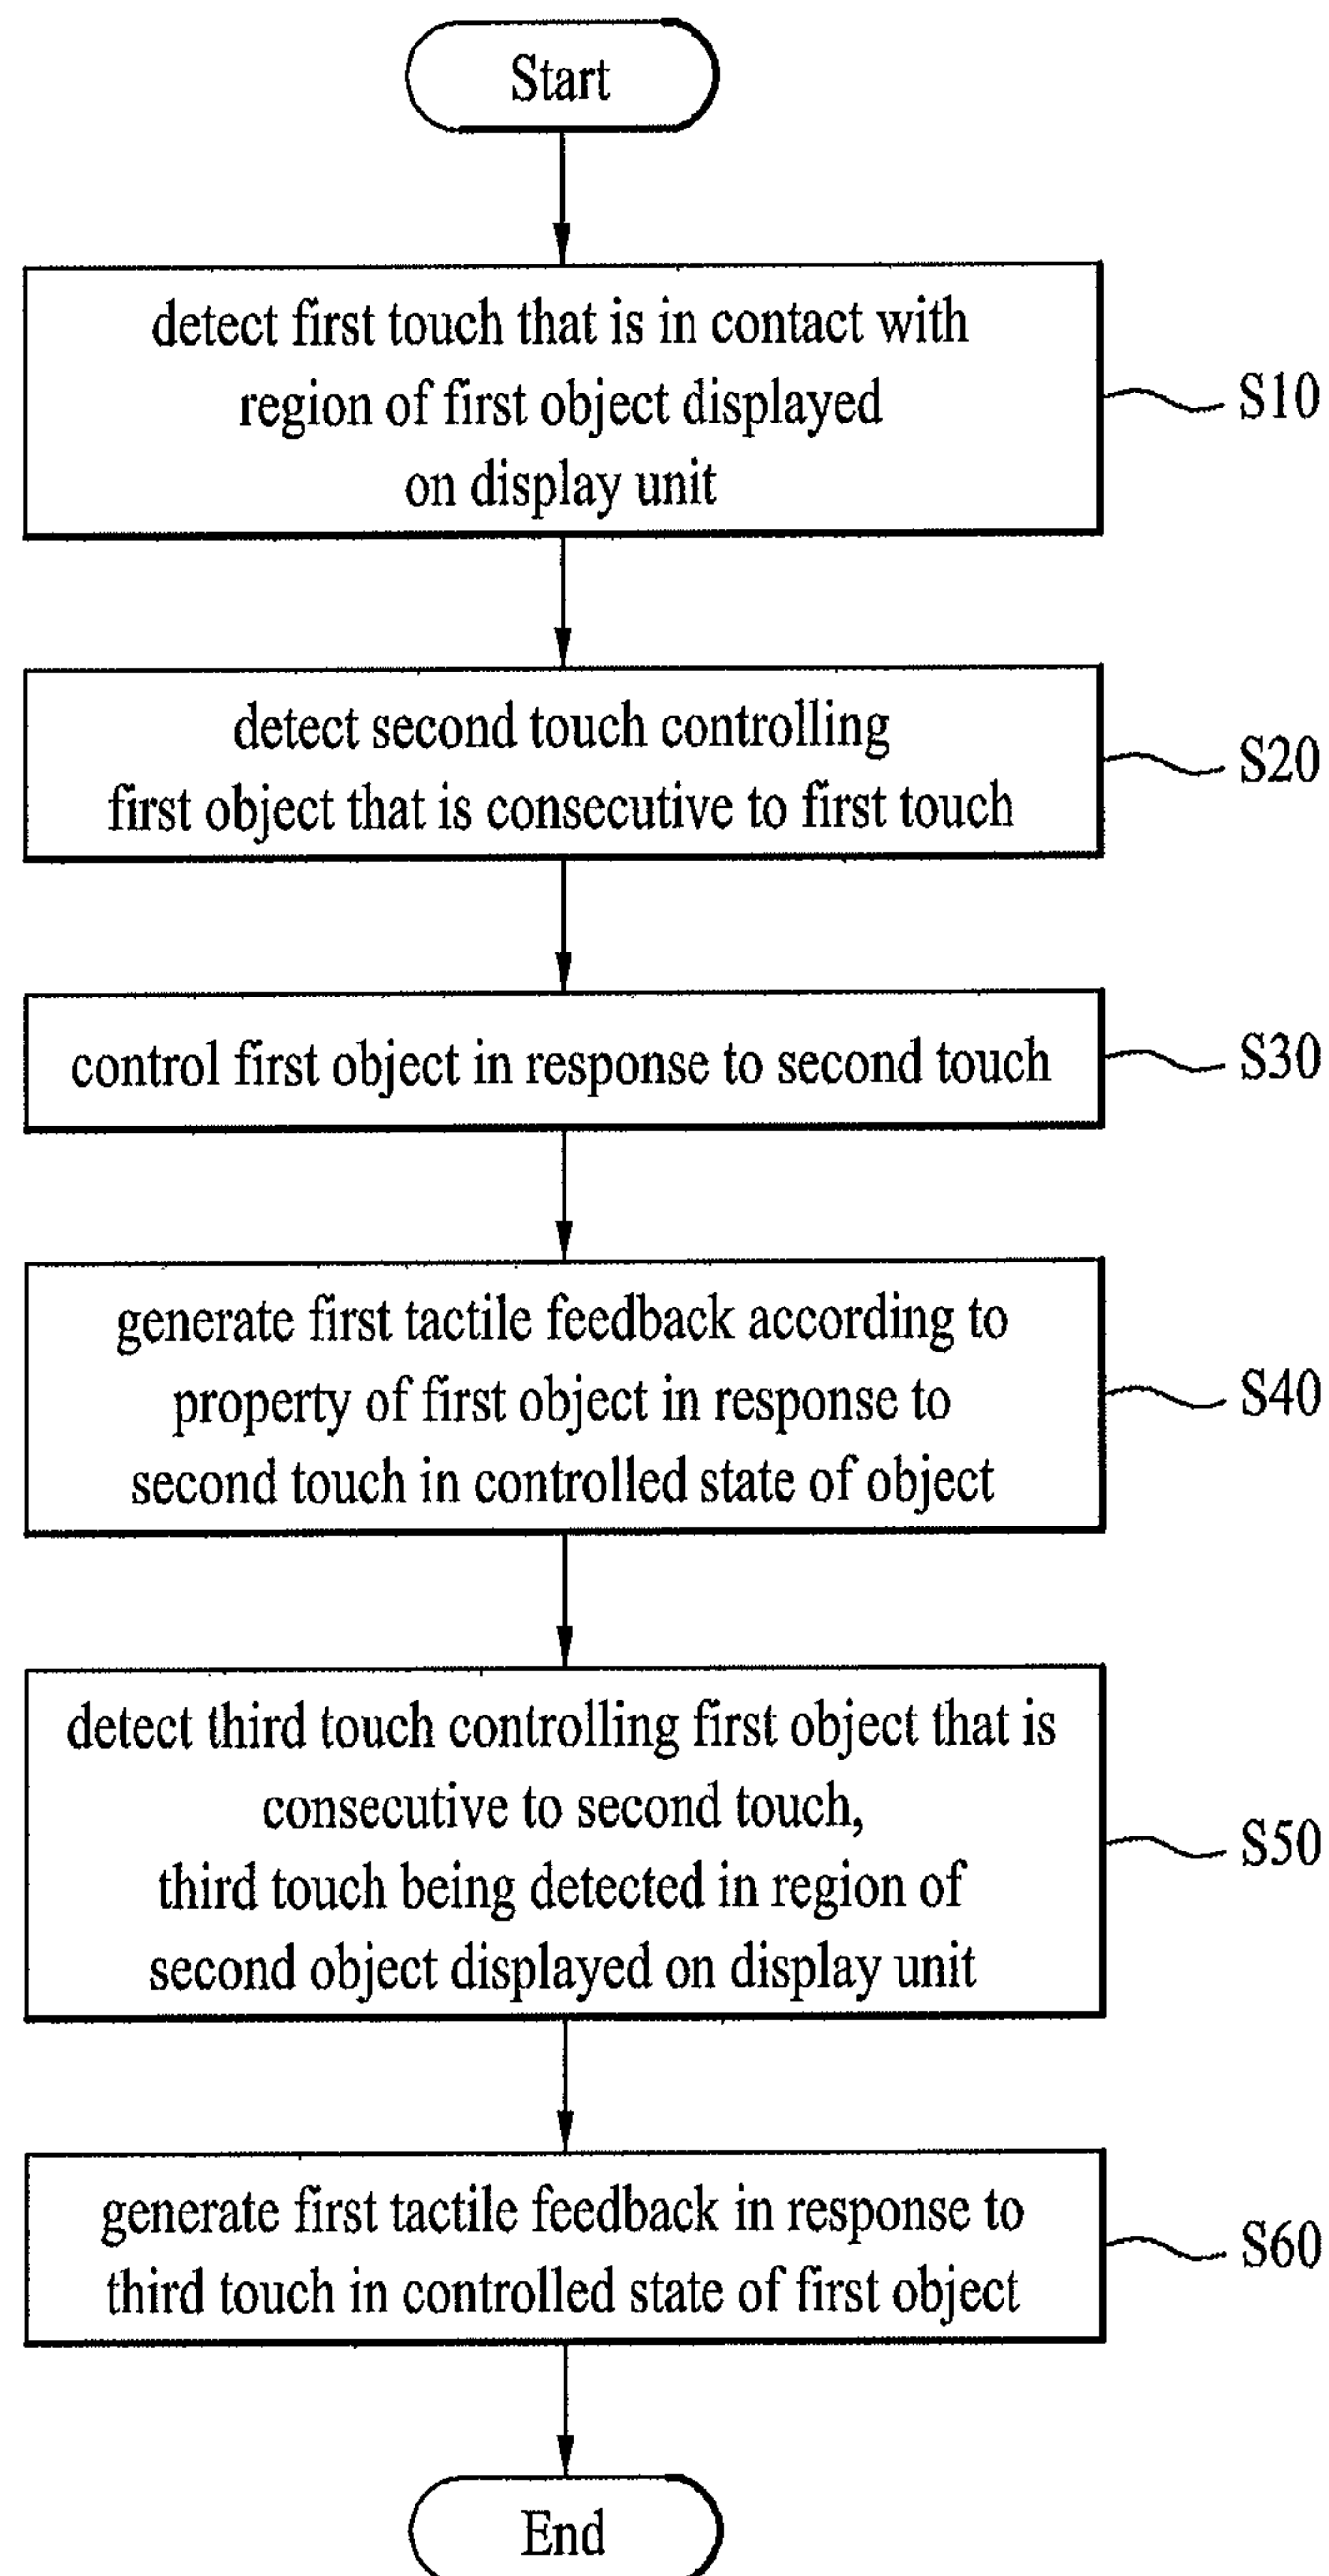 Start
detect first touch that is in contact with
region of first object displayed
on display unit
S10
detect second touch controlling
first object that is consecutive to first touch
S20
control first object in response to second touch
S30
generate first tactile feedback according to
property of first object in response to
second touch in controlled state of object
S40
detect third touch controlling first object that is
consecutive to second touch,
third touch being detected in region of
second object displayed on display unit
S50
generate first tactile feedback in response to
third touch in controlled state of first object
S60
End